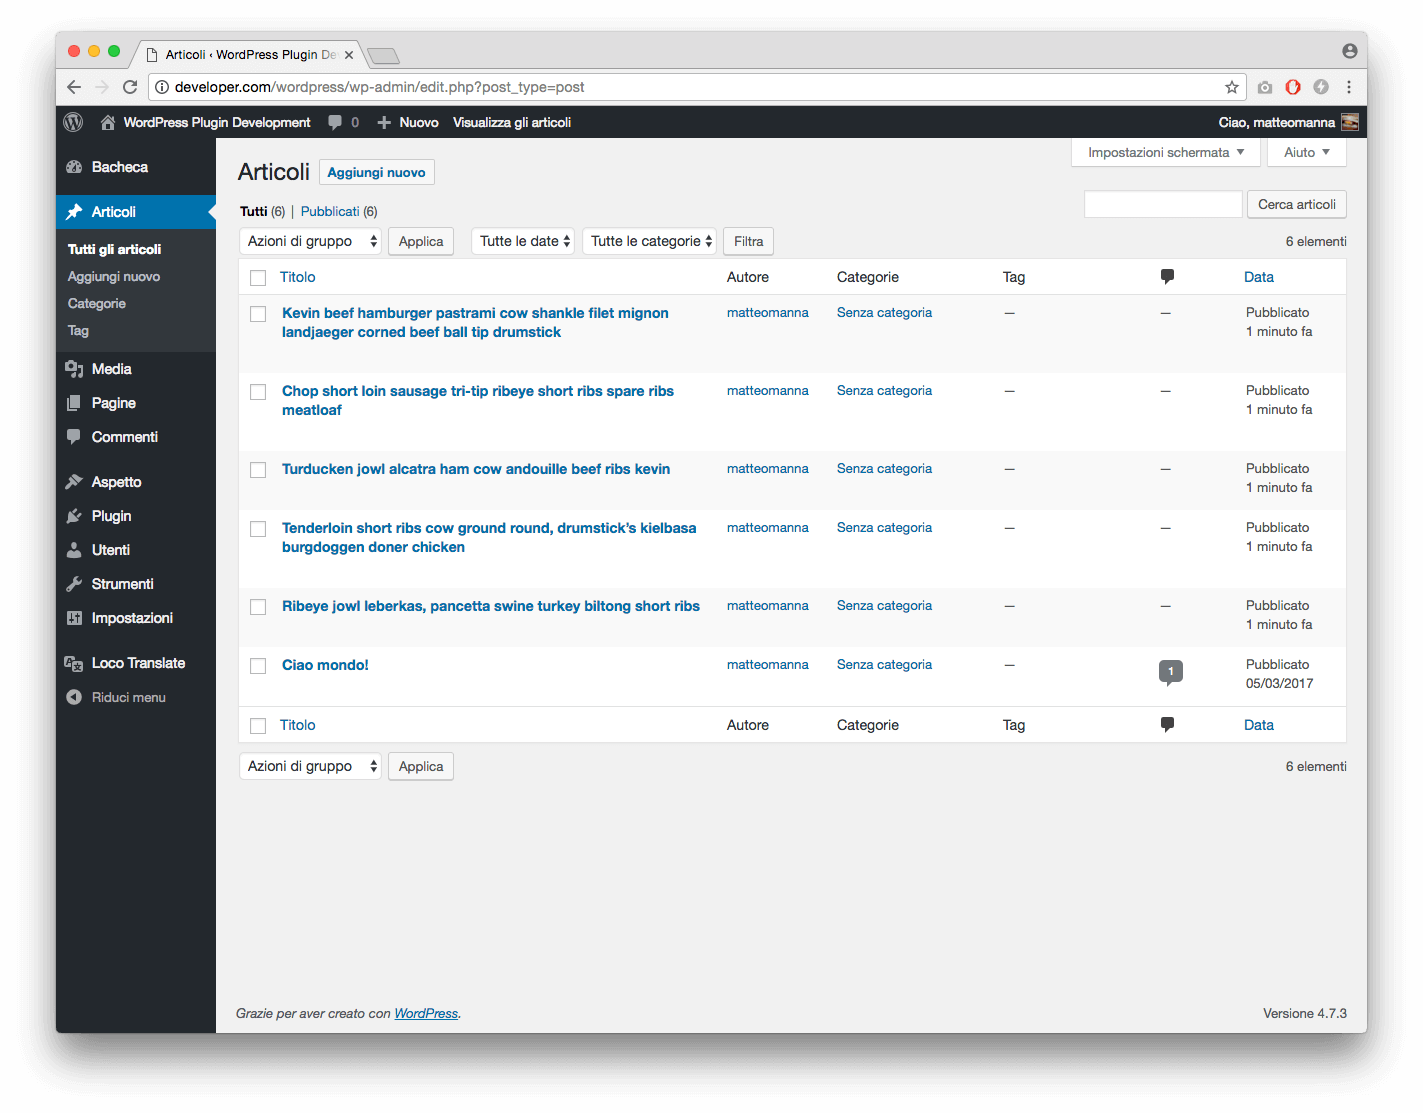 Articoli ‹ WordPress Plugin De
developer.com/wordpress/wp-admin/edit.php?post_type=post
WordPress Plugin Development 0 Nuovo Visualizza gli articoli Ciao, matteomanna
Bacheca
Articoli
Tutti gli articoli
Aggiungi nuovo
Categorie
Tag
Media
Pagine
Commenti
Aspetto
Plugin
Utenti
Strumenti
Impostazioni
Loco Translate
Riduci menu
Impostazioni schermata Aiuto
Articoli Aggiungi nuovo
Tutti (6) | Pubblicati (6)
Cerca articoli
Azioni di gruppo Applica Tutte le date Tutte le categorie Filtra 6 elementi
Titolo Autore Categorie Tag Data
Kevin beef hamburger pastrami cow shankle filet mignon matteomanna Senza categoria — — Pubblicato
landjaeger corned beef ball tip drumstick 1 minuto fa
Chop short loin sausage tri-tip ribeye short ribs spare ribs matteomanna Senza categoria — — Pubblicato
meatloaf 1 minuto fa
Turducken jowl alcatra ham cow andouille beef ribs kevin matteomanna Senza categoria — — Pubblicato
1 minuto fa
Tenderloin short ribs cow ground round, drumstick’s kielbasa matteomanna Senza categoria — — Pubblicato
burgdoggen doner chicken 1 minuto fa
Ribeye jowl leberkas, pancetta swine turkey biltong short ribs matteomanna Senza categoria — — Pubblicato
1 minuto fa
Ciao mondo! matteomanna Senza categoria — 1 Pubblicato
05/03/2017
Titolo Autore Categorie Tag Data
Azioni di gruppo Applica 6 elementi
Grazie per aver creato con WordPress. Versione 4.7.3